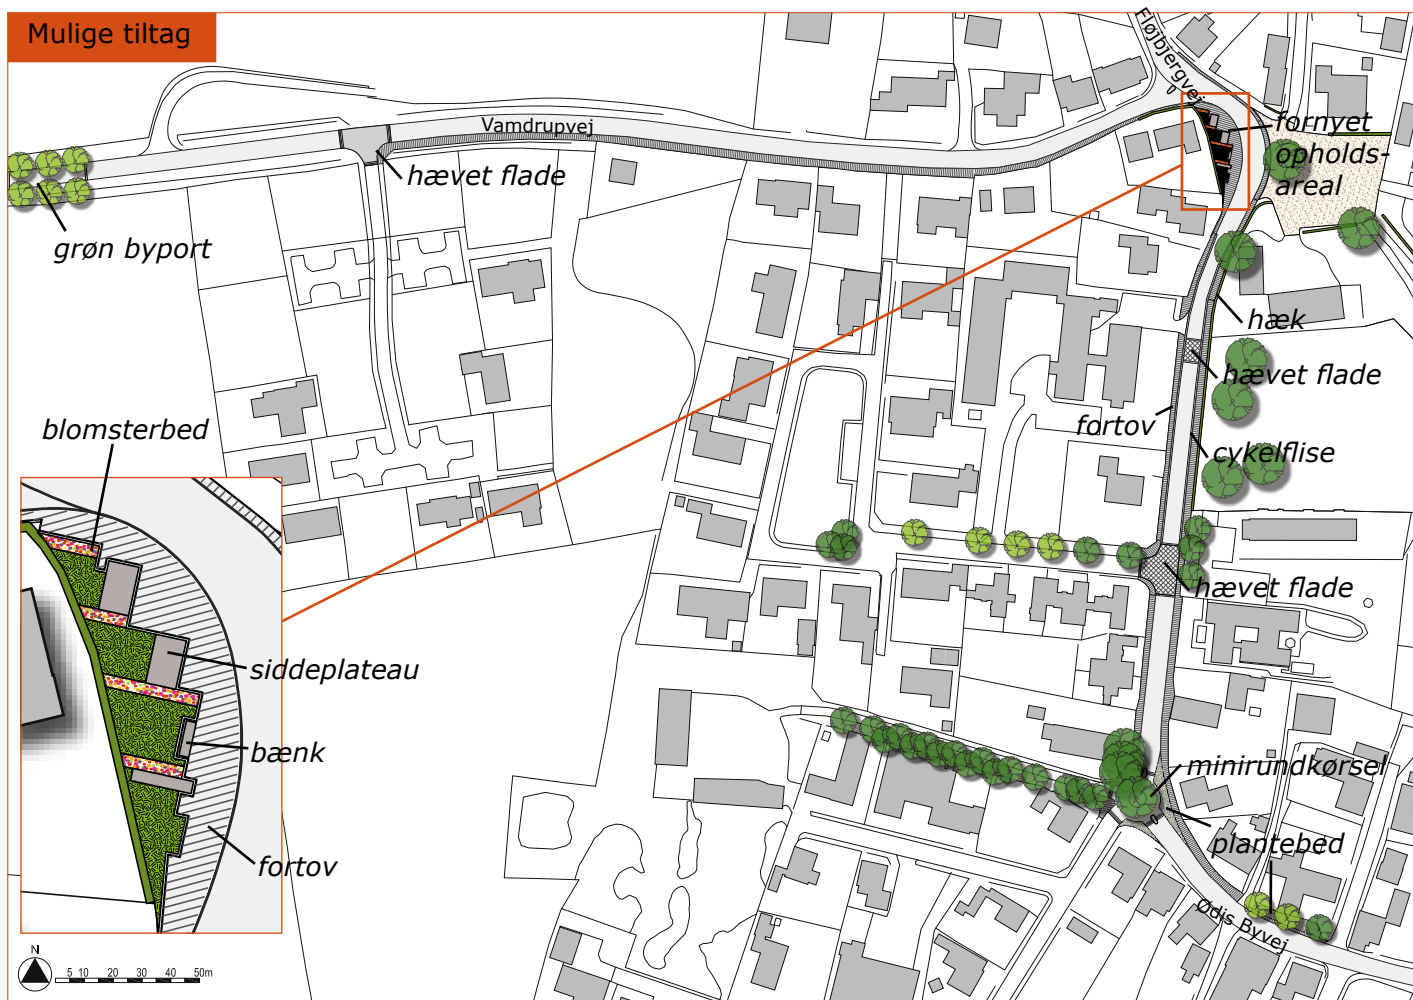 Mulige tiltag
Fløjbjergvej
Vamdrupvej
fornyet
opholds-
areal
hævet flade
grøn byport
hæk
hævet flade
fortov
cykelflise
blomsterbed
hævet flade
siddeplateau
bænk
fortov
minirundkørsel
plantebed
Ødis Byvej
N
5 10 20 30 40 50m